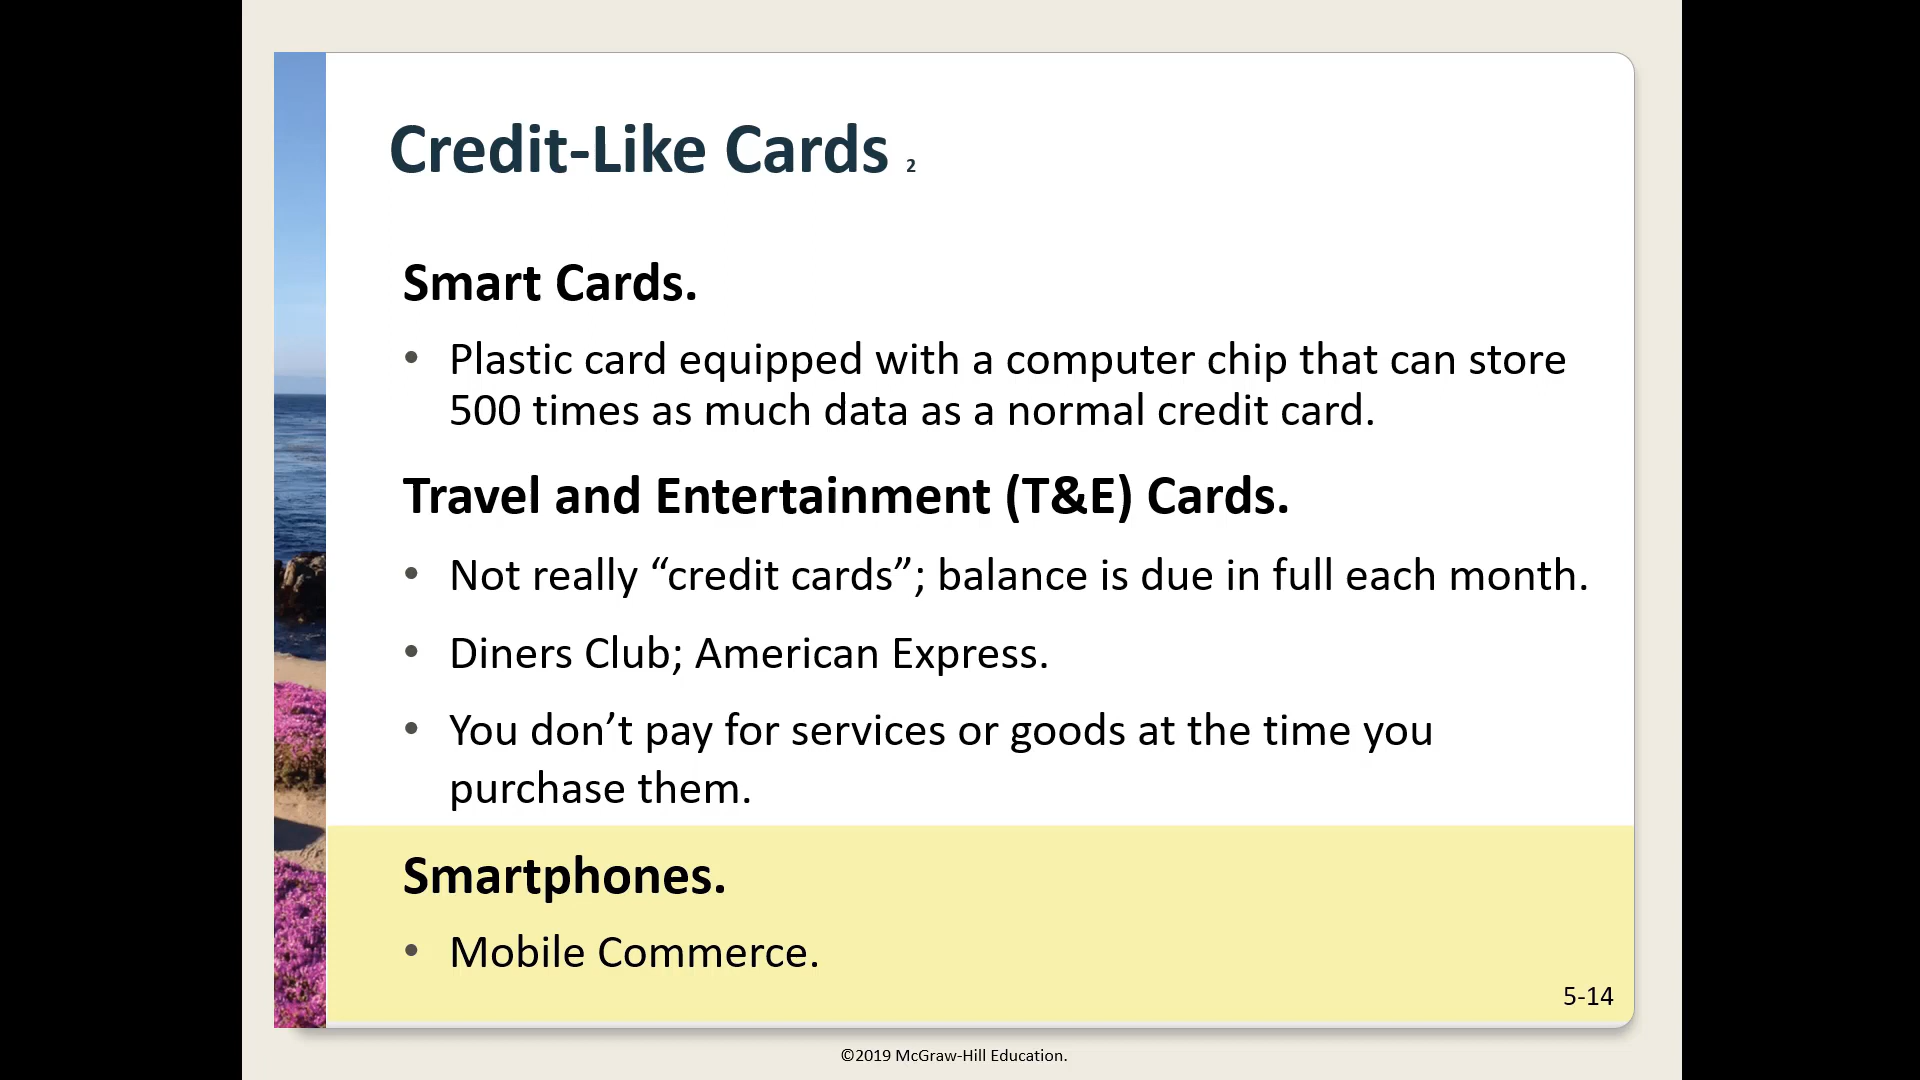 Credit-Like Cards 2
Smart Cards.
• Plastic card equipped with a computer chip that can store
500 times as much data as a normal credit card.
Travel and Entertainment (T&E) Cards.
• Not really “credit cards”; balance is due in full each month.
• Diners Club; American Express.
• You don’t pay for services or goods at the time you
purchase them.
Smartphones.
• Mobile Commerce.
5-14
©2019 McGraw-Hill Education.